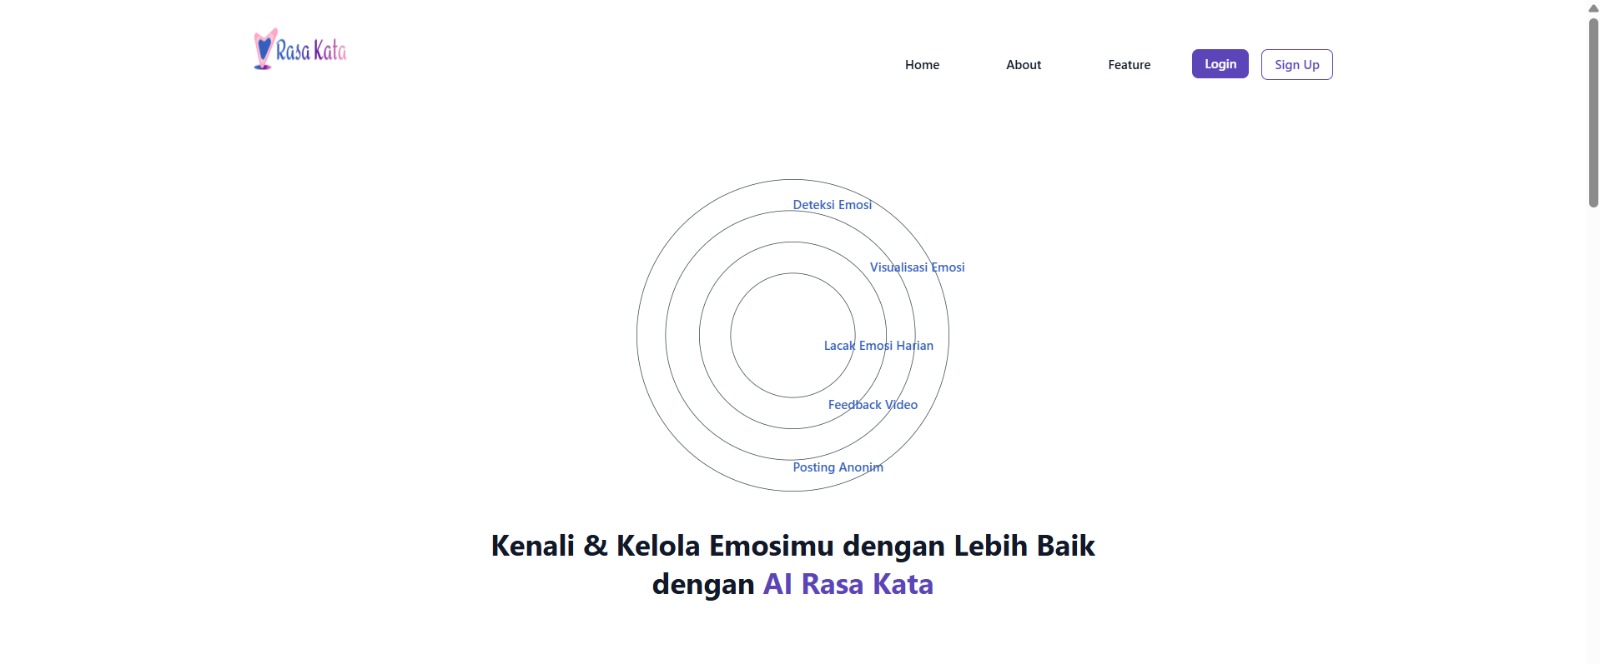 Rasa Kata
Home
About
Feature
Login
Sign Up
Deteksi Emosi
Visualisasi Emosi
Lacak Emosi Harian
Feedback Video
Posting Anonim
Kenali & Kelola Emosimu dengan Lebih Baik
dengan AI Rasa Kata